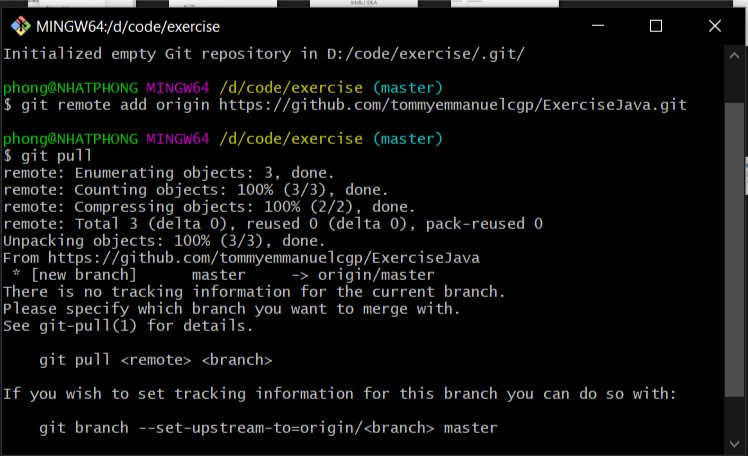 MINGW64:/d/code/exercise
Initialized empty Git repository in D:/code/exercise/.git/
phong@NHATPHONG MINGW64 /d/code/exercise (master)
$ git remote add origin https://github.com/tommyemmanuelcgp/ExerciseJava.git
phong@NHATPHONG MINGW64 /d/code/exercise (master)
$ git pull
remote: Enumerating objects: 3, done.
remote: Counting objects: 100% (3/3), done.
remote: Compressing objects: 100% (2/2), done.
remote: Total 3 (delta 0), reused 0 (delta 0), pack-reused 0
Unpacking objects: 100% (3/3), done.
From https://github.com/tommyemmanuelcgp/ExerciseJava
 * [new branch]      master     -> origin/master
There is no tracking information for the current branch.
Please specify which branch you want to merge with.
See git-pull(1) for details.
    git pull <remote> <branch>
If you wish to set tracking information for this branch you can do so with:
    git branch --set-upstream-to=origin/<branch> master